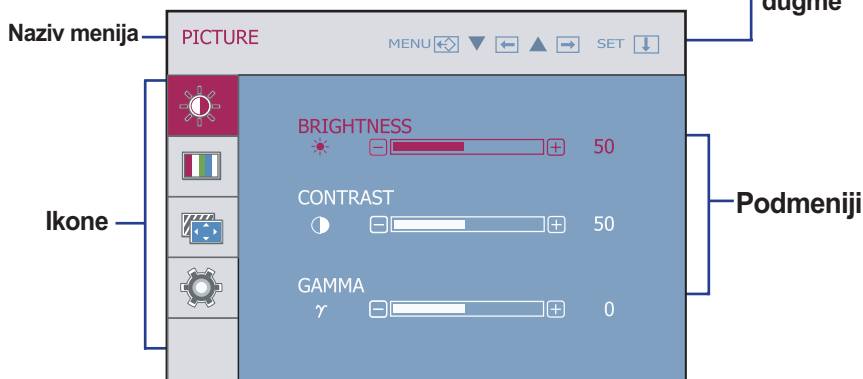 dugme
Naziv menija
PICTURE
MENU ▼ ▲ SET
BRIGHTNESS
50
CONTRAST
50
Ikone
Podmeniji
GAMMA
γ 0